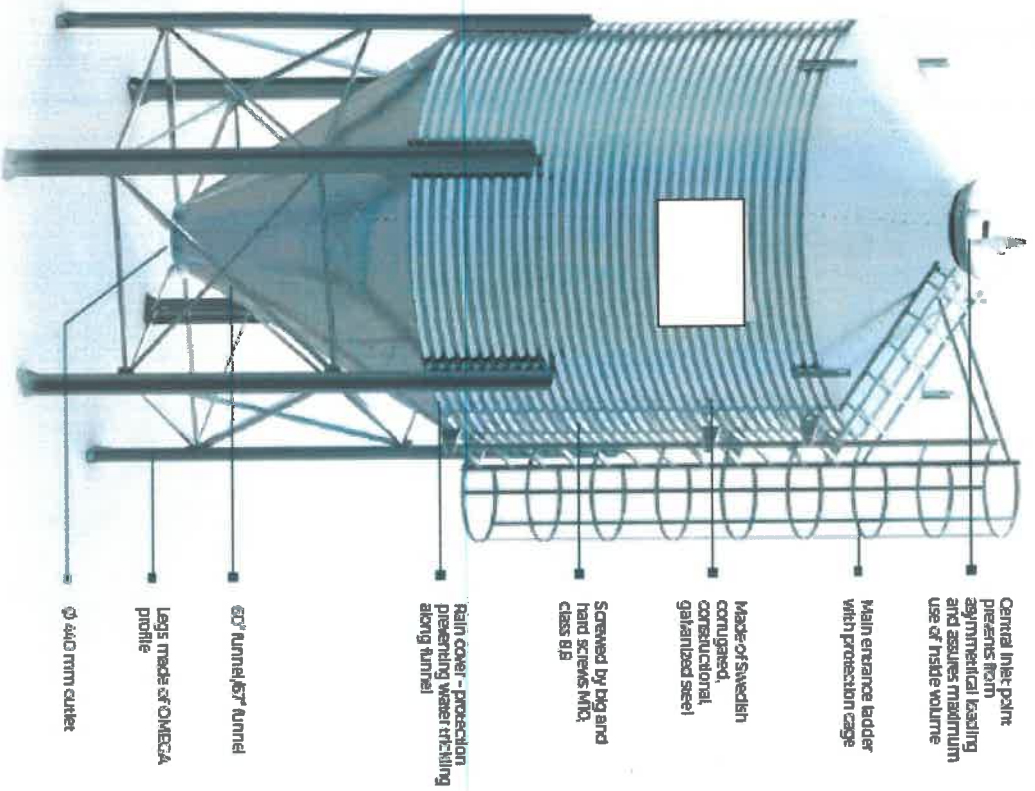 Central inlet point
prevents from
asymmetrical loading
and assures maximum
use of inside volume
Main entrance ladder
with protection cage
Made of Swedish
corrugated,
constructional,
galvanized steel
Screwed by big and
hard screws M10,
class 8,8
Rain cover - protection
preventing water trickling
along funnel
60° funnel/67° funnel
Legs made of OMEGA
profile
Ø 440 mm outlet